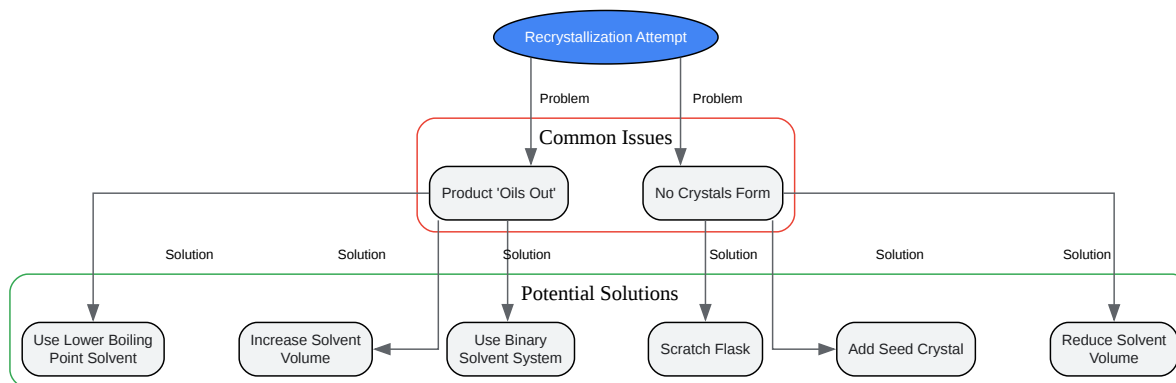 Recrystallization Attempt
Problem
Problem
Common Issues
Product 'Oils Out'
No Crystals Form
Solution
Solution
Solution
Solution
Solution
Solution
Potential Solutions
Use Lower Boiling
Point Solvent
Increase Solvent
Volume
Use Binary
Solvent System
Scratch Flask
Add Seed Crystal
Reduce Solvent
Volume